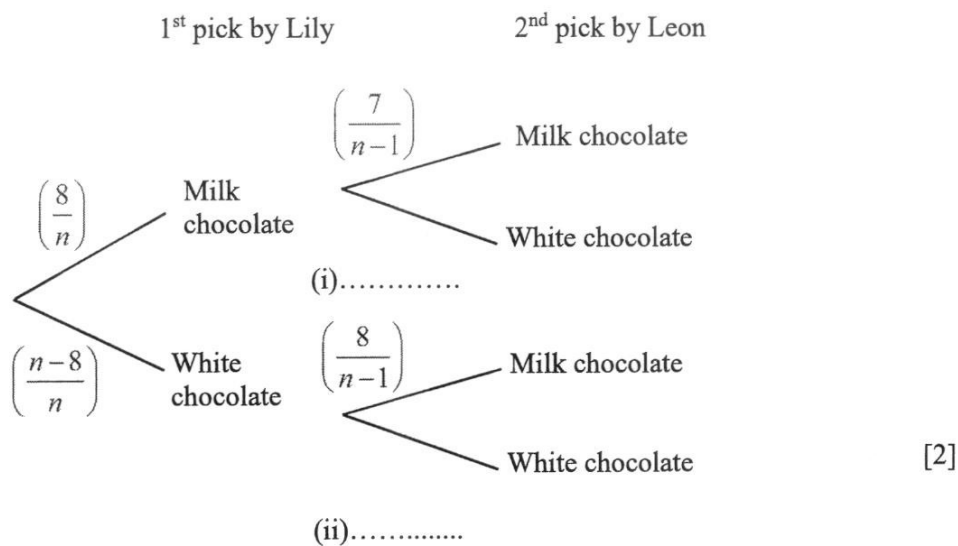 1st pick by Lily
2nd pick by Leon
(7/(n−1))
Milk chocolate
(8/n)
Milk
chocolate
White chocolate
(i).............
((n−8)/n)
White
chocolate
(8/(n−1))
Milk chocolate
White chocolate
[2]
(ii)..............